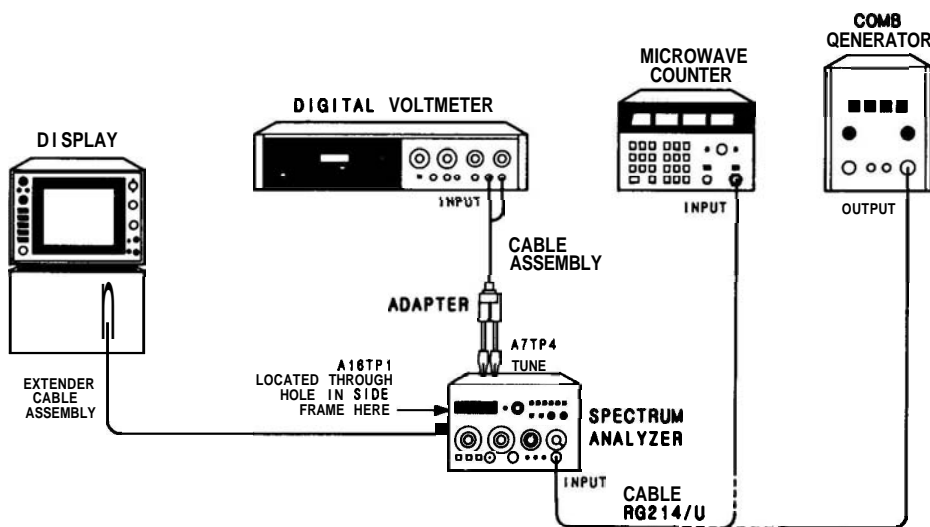 COMB
QENERATOR
MICROWAVE
COUNTER
DIGITAL VOLTMETER
DISPLAY
INPUT
INPUT
OUTPUT
CABLE
ASSEMBLY
ADAPTER
A7TP4
TUNE
A16TP1
LOCATED THROUGH
HOLE IN SIDE
FRAME HERE
EXTENDER
CABLE
ASSEMBLY
SPECTRUM
ANALYZER
INPUT
CABLE
RG214/U